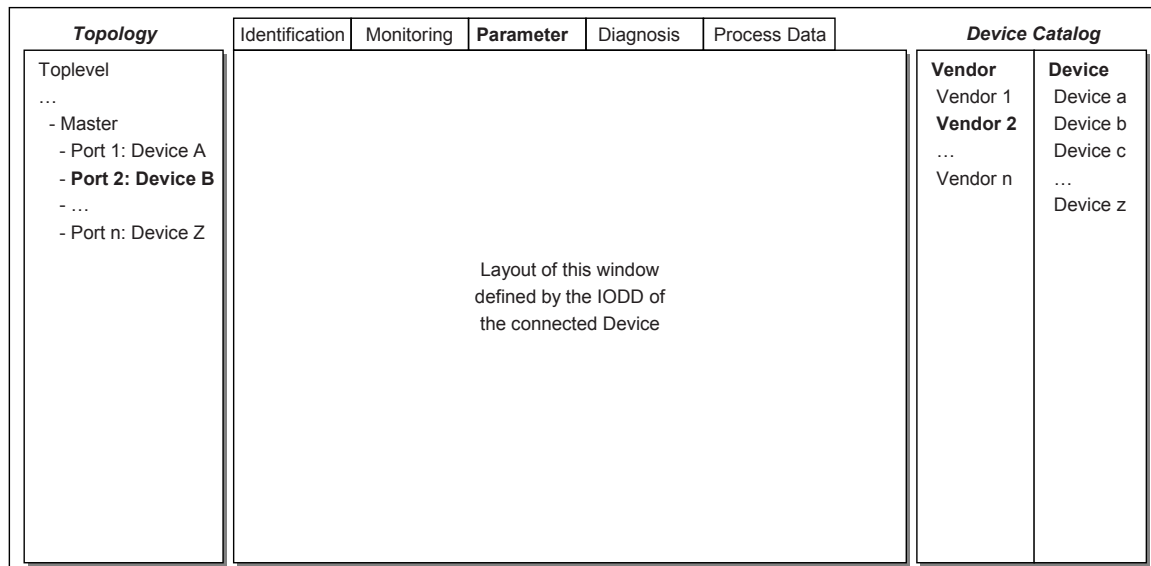 Topology
Toplevel
…
- Master
- Port 1: Device A
- Port 2: Device B
- …
- Port n: Device Z
Identification Monitoring Parameter Diagnosis Process Data
Layout of this window
defined by the IODD of
the connected Device
Device Catalog
Vendor Device
Vendor 1 Device a
Vendor 2 Device b
… Device c
Vendor n …
Device z